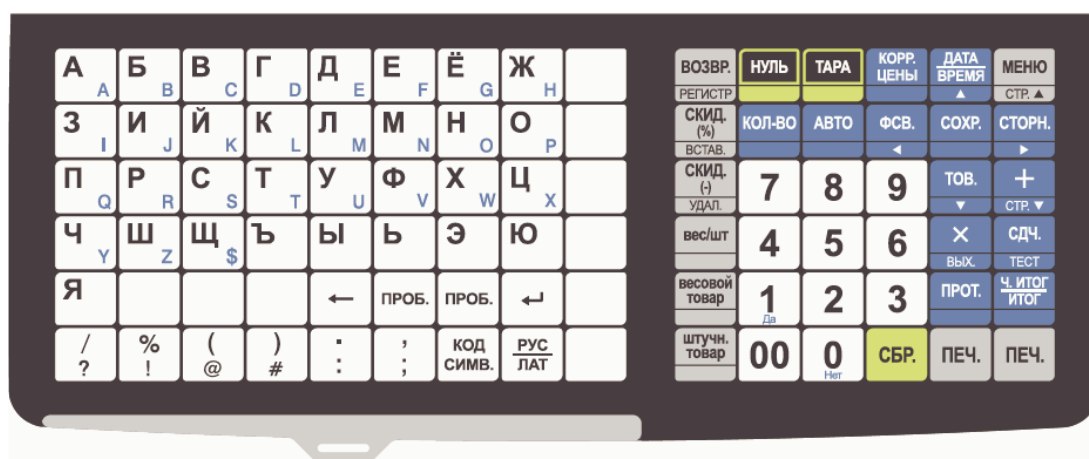 А A Б B В C Г D Д E Е F Ё G Ж H
З I И J Й K К L Л M М N Н O О P
П Q Р R С S Т T У U Ф V Х W Ц X
Ч Y Ш Z Щ $ Ъ Ы Ь Э Ю
Я ← ПРОБ. ПРОБ. ↵
/ % ( ) . , КОД РУС
? ! @ # : ; СИМВ. ЛАТ
ВОЗВР. НУЛЬ ТАРА КОРР. ЦЕНЫ ДАТА ВРЕМЯ МЕНЮ
РЕГИСТР ▲ СТР. ▲
СКИД. (%) КОЛ-ВО АВТО ФСВ. СОХР. СТОРН.
ВСТАВ. ◄ ►
СКИД. (-) 7 8 9 ТОВ. +
УДАЛ. ▼ СТР. ▼
вес/шт 4 5 6 × СДЧ.
ВЫХ. ТЕСТ
весовой товар 1 2 3 ПРОТ. Ч. ИТОГ ИТОГ
Да
штучн. товар 00 0 СБР. ПЕЧ. ПЕЧ.
Нет